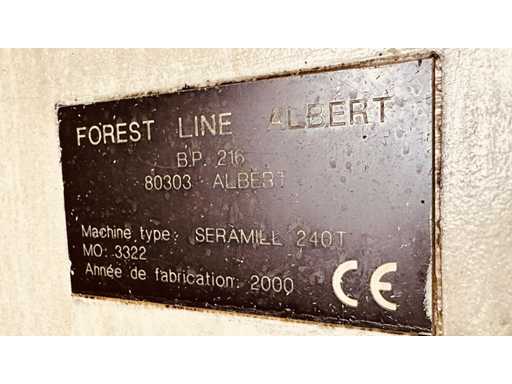 FOREST LINE ALBERT
B.P. 216
80303 ALBERT
Machine type: SERAMILL 240T
MO: 3322
Année de fabrication: 2000
CE